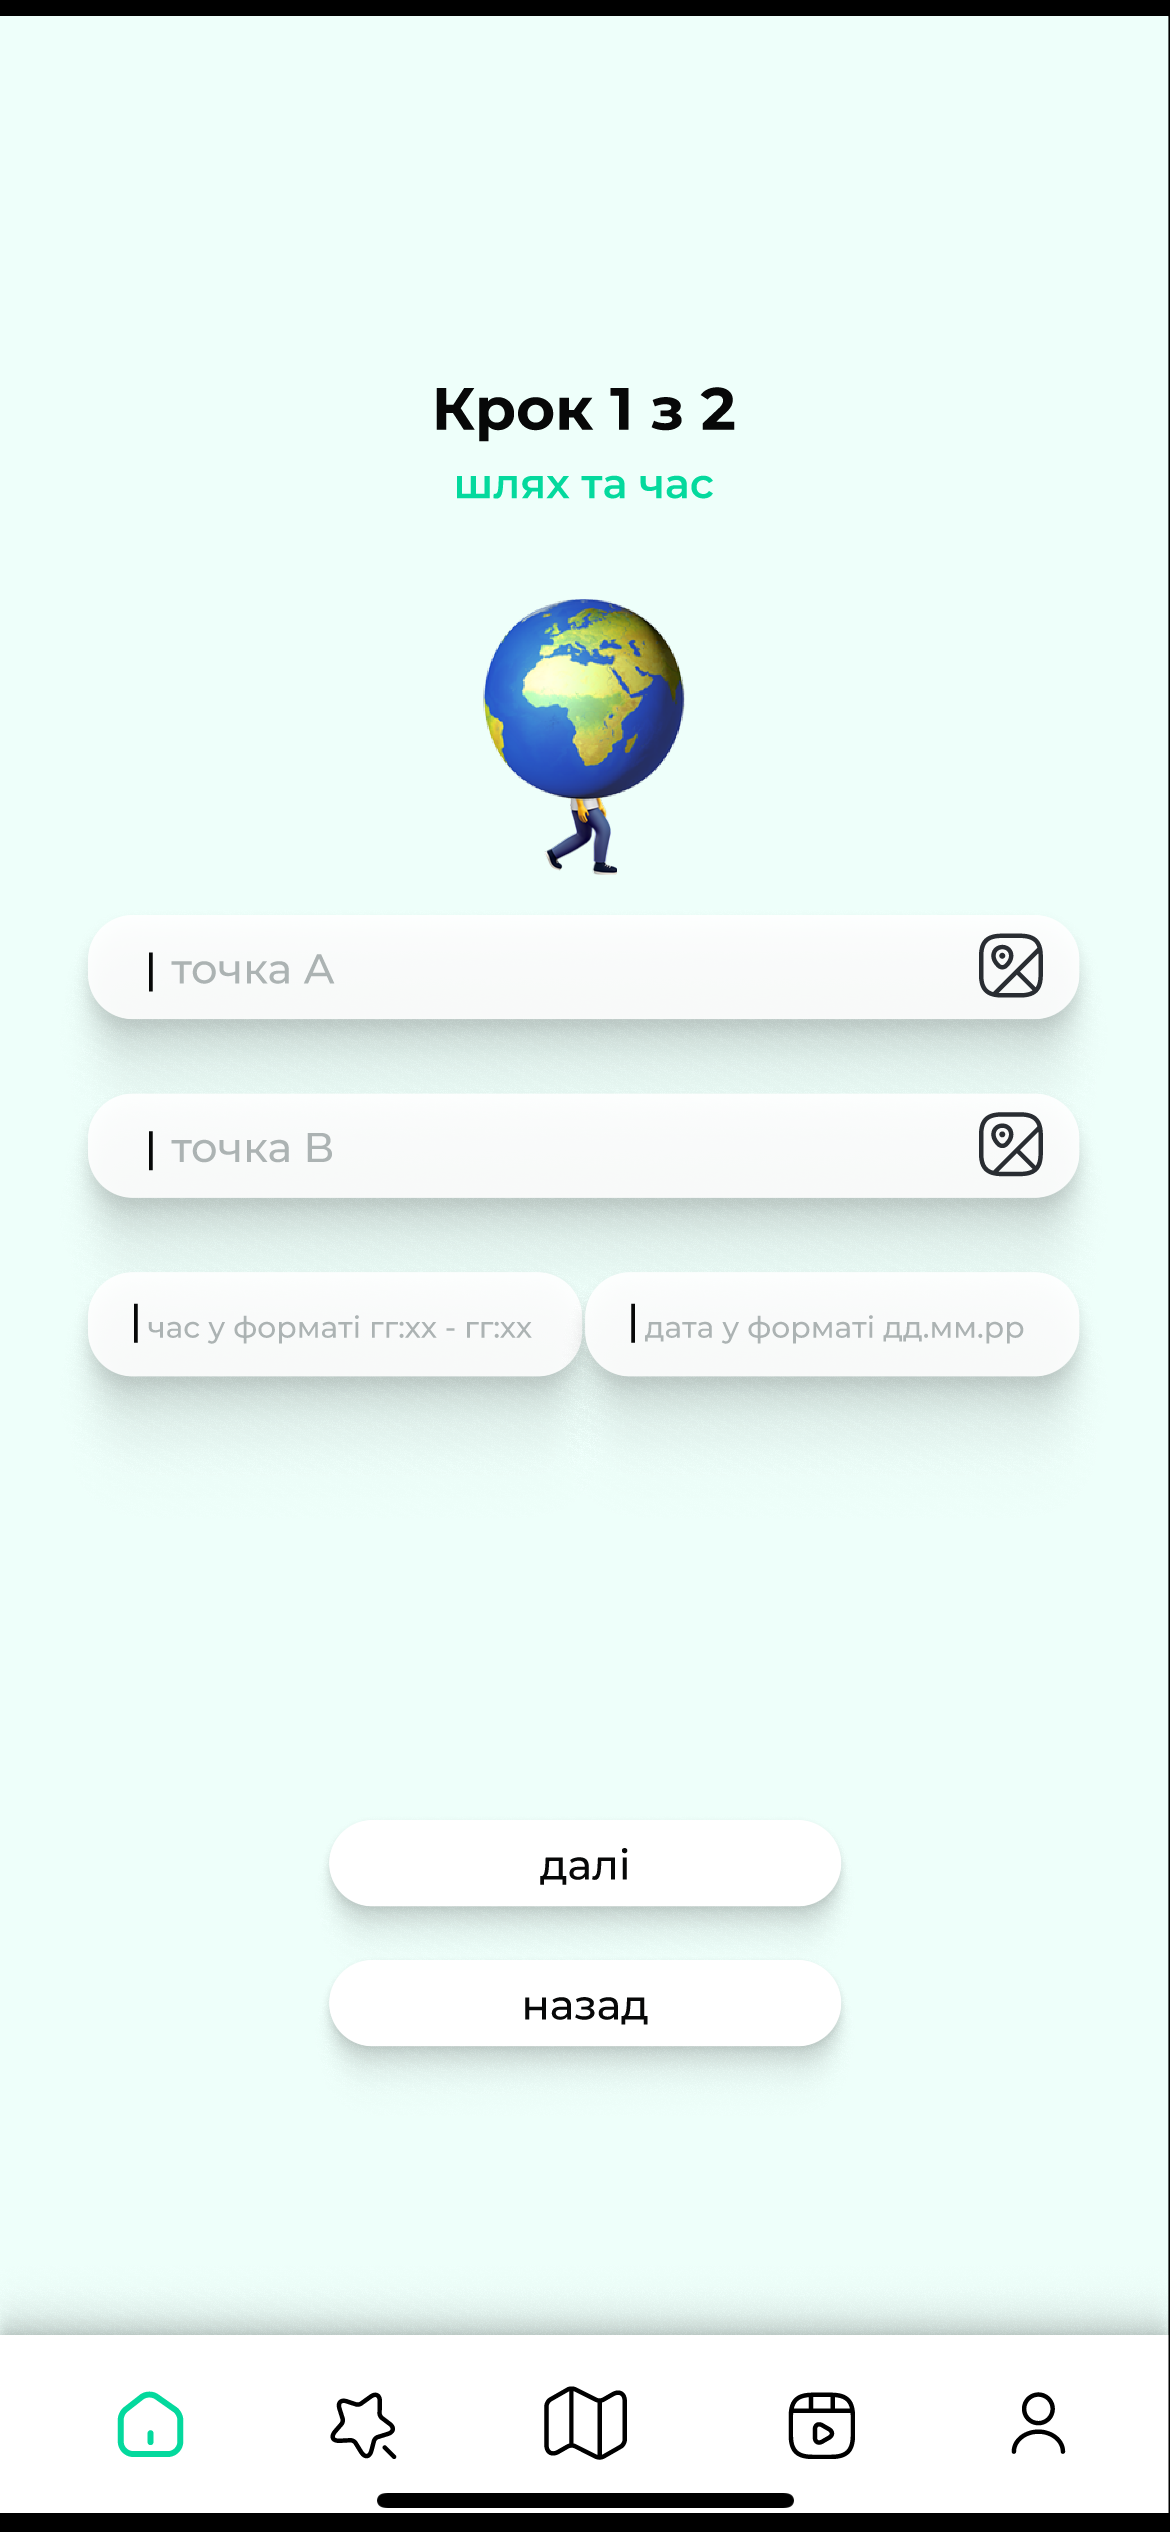 Крок 1 з 2
шлях та час
точка А
точка В
час у форматі гг:хх - гг:хх
дата у форматі дд.мм.рр
далі
назад